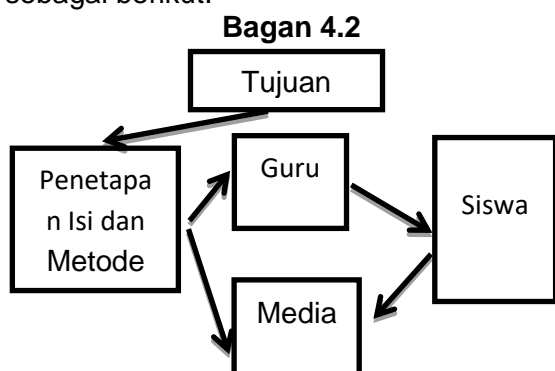 sebagai berikut:
Bagan 4.2
Tujuan
Penetapa
n Isi dan
Metode
Guru
Siswa
Media